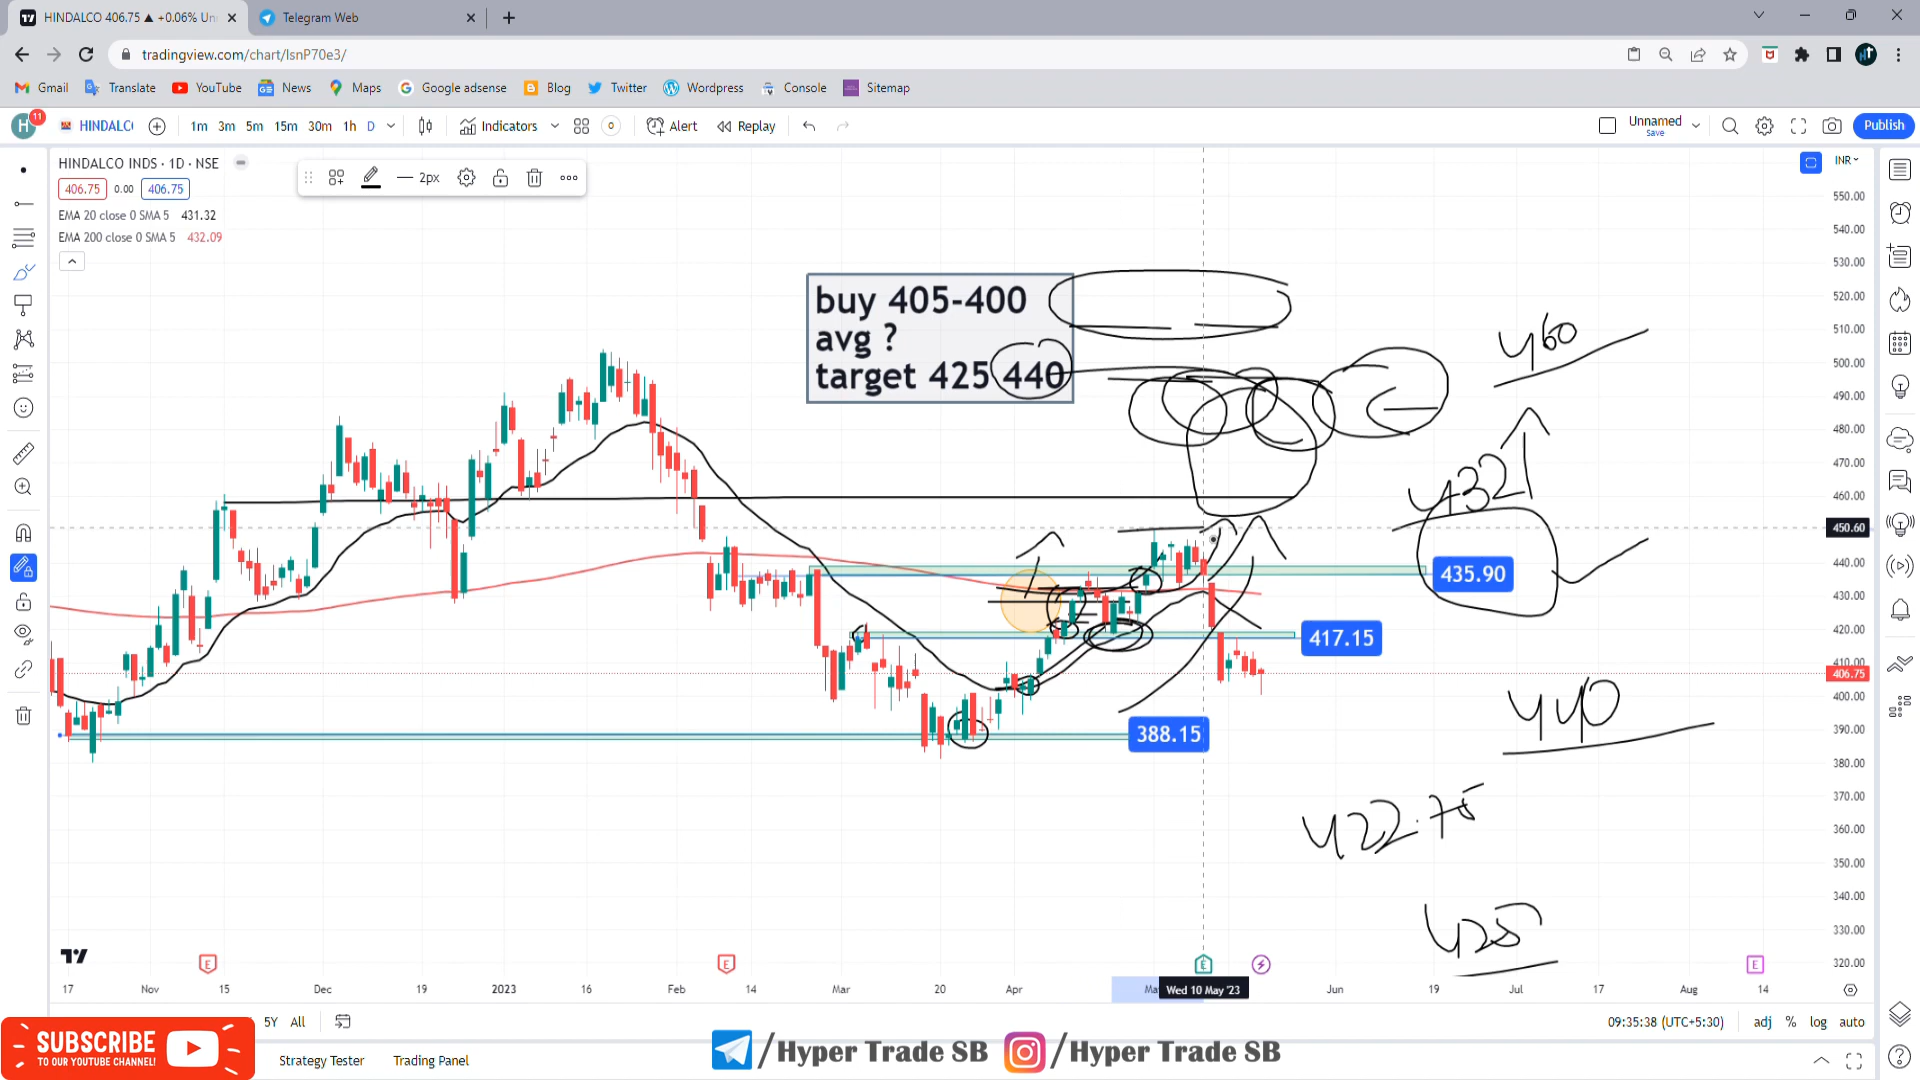 HINDALCO 406.75 ▲ +0.06% Un
Telegram Web
tradingview.com/chart/lsnP70e3/
Gmail Translate YouTube News Maps Google adsense Blog Twitter Wordpress Console Sitemap
H 11 HINDALC 1m 3m 5m 15m 30m 1h D Indicators Alert Replay Unnamed Save Publish
HINDALCO INDS · 1D · NSE
2px
INR
406.75 0.00 406.75
EMA 20 close 0 SMA 5 431.32
EMA 200 close 0 SMA 5 432.09
buy 405-400
avg ?
target 425 440
460
432
435.90
417.15
440
388.15
422.75
425
550.00
540.00
530.00
520.00
510.00
500.00
490.00
480.00
470.00
460.00
450.60
440.00
430.00
420.00
410.00
406.75
400.00
390.00
380.00
370.00
360.00
350.00
340.00
330.00
320.00
E E E E
17 Nov 15 Dec 19 2023 16 Feb 14 Mar 20 Apr Ma Wed 10 May '23 Jun 19 Jul 17 Aug 14
5Y All
09:35:38 (UTC+5:30) adj % log auto
SUBSCRIBE
TO OUR YOUTUBE CHANNEL!
Strategy Tester Trading Panel
/Hyper Trade SB /Hyper Trade SB